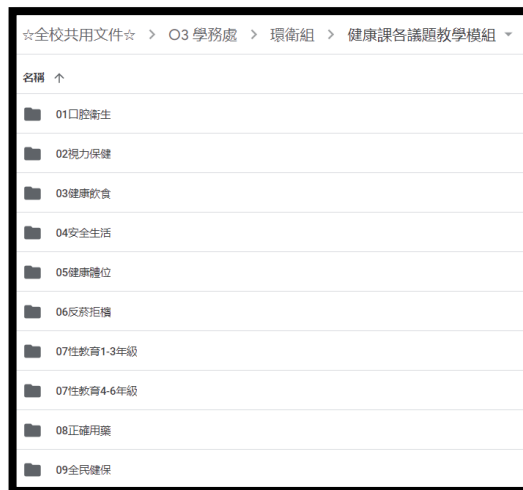 ☆全校共用文件☆ > O3 學務處 > 環衛組 > 健康課各議題教學模組
名稱 ↑
01口腔衛生
02視力保健
03健康飲食
04安全生活
05健康體位
06反菸拒檳
07性教育1-3年級
07性教育4-6年級
08正確用藥
09全民健保